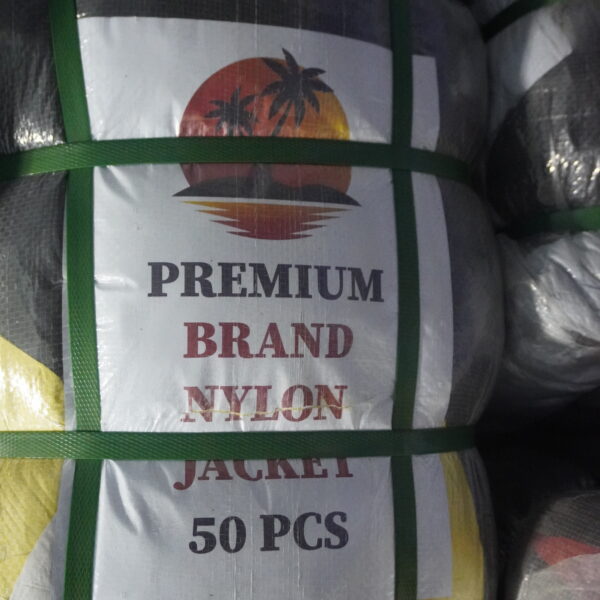 PREMIUM
BRAND
NYLON
JACKET
50 PCS